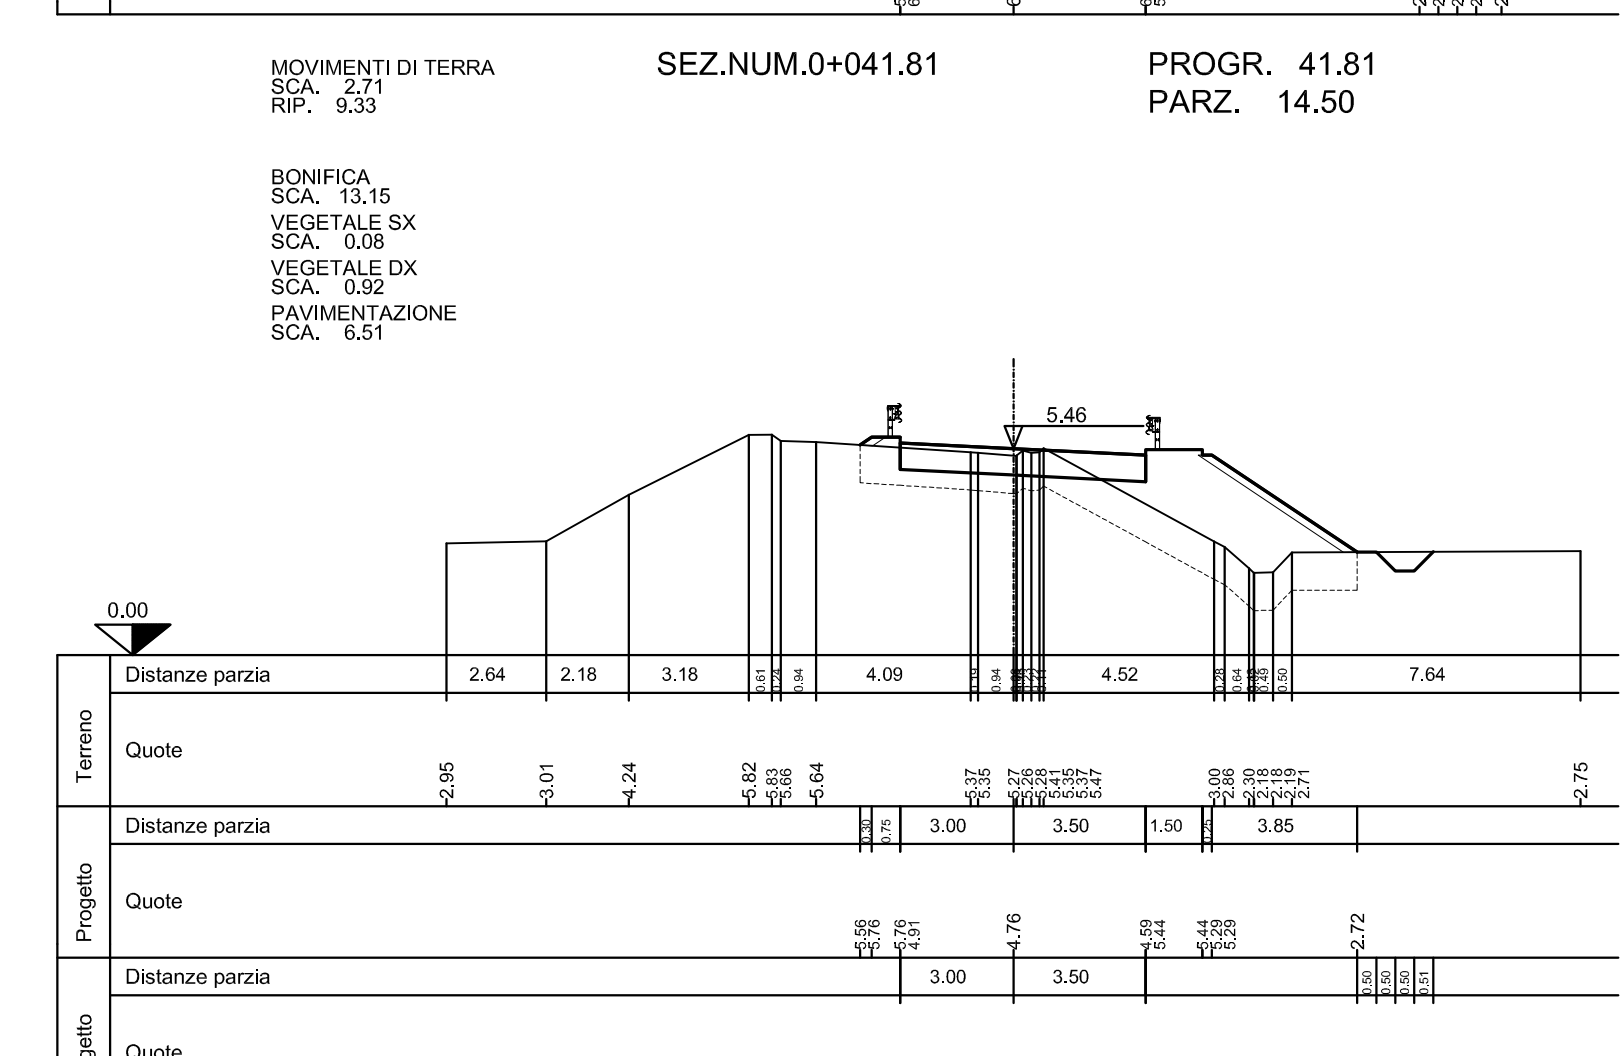 MOVIMENTI DI TERRA
SCA. 2.71
RIP. 9.33
SEZ.NUM.0+041.81
PROGR. 41.81
PARZ. 14.50
BONIFICA
SCA. 13.15
VEGETALE SX
SCA. 0.08
VEGETALE DX
SCA. 0.92
PAVIMENTAZIONE
SCA. 6.51
5.46
0.00
Terreno
Distanze parzia
2.64 2.18 3.18 0.61 0.24 0.94 4.09 0.19 0.94 4.52 0.28 0.64 0.49 0.50 7.64
Quote
2.95 3.01 4.24 5.82 5.83 5.86 5.64 5.37 5.35 5.27 5.26 5.28 5.41 5.35 5.37 5.47 3.00 2.86 2.30 2.18 2.18 2.19 2.71 2.75
Progetto
Distanze parzia
0.30 0.75 3.00 3.50 1.50 0.25 3.85
Quote
5.56 5.76 5.76 4.91 4.76 4.59 5.44 5.44 5.29 5.29 2.72
getto
Distanze parzia
3.00 3.50 0.50 0.50 0.50 0.51
Quote